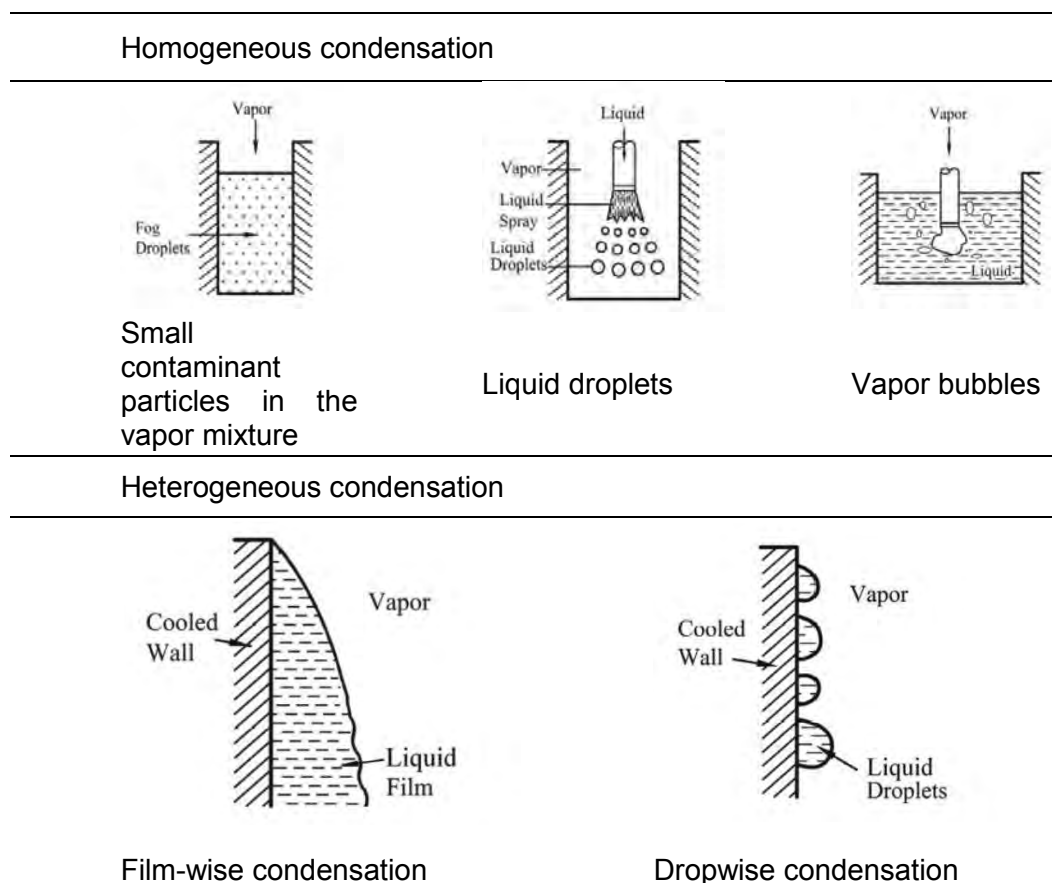 Homogeneous condensation
Vapor
Fog
Droplets
Small
contaminant
particles in the
vapor mixture
Liquid
Vapor
Liquid
Spray
Liquid
Droplets
Liquid droplets
Vapor
Liquid
Vapor bubbles
Heterogeneous condensation
Cooled
Wall
Vapor
Liquid
Film
Film-wise condensation
Cooled
Wall
Vapor
Liquid
Droplets
Dropwise condensation